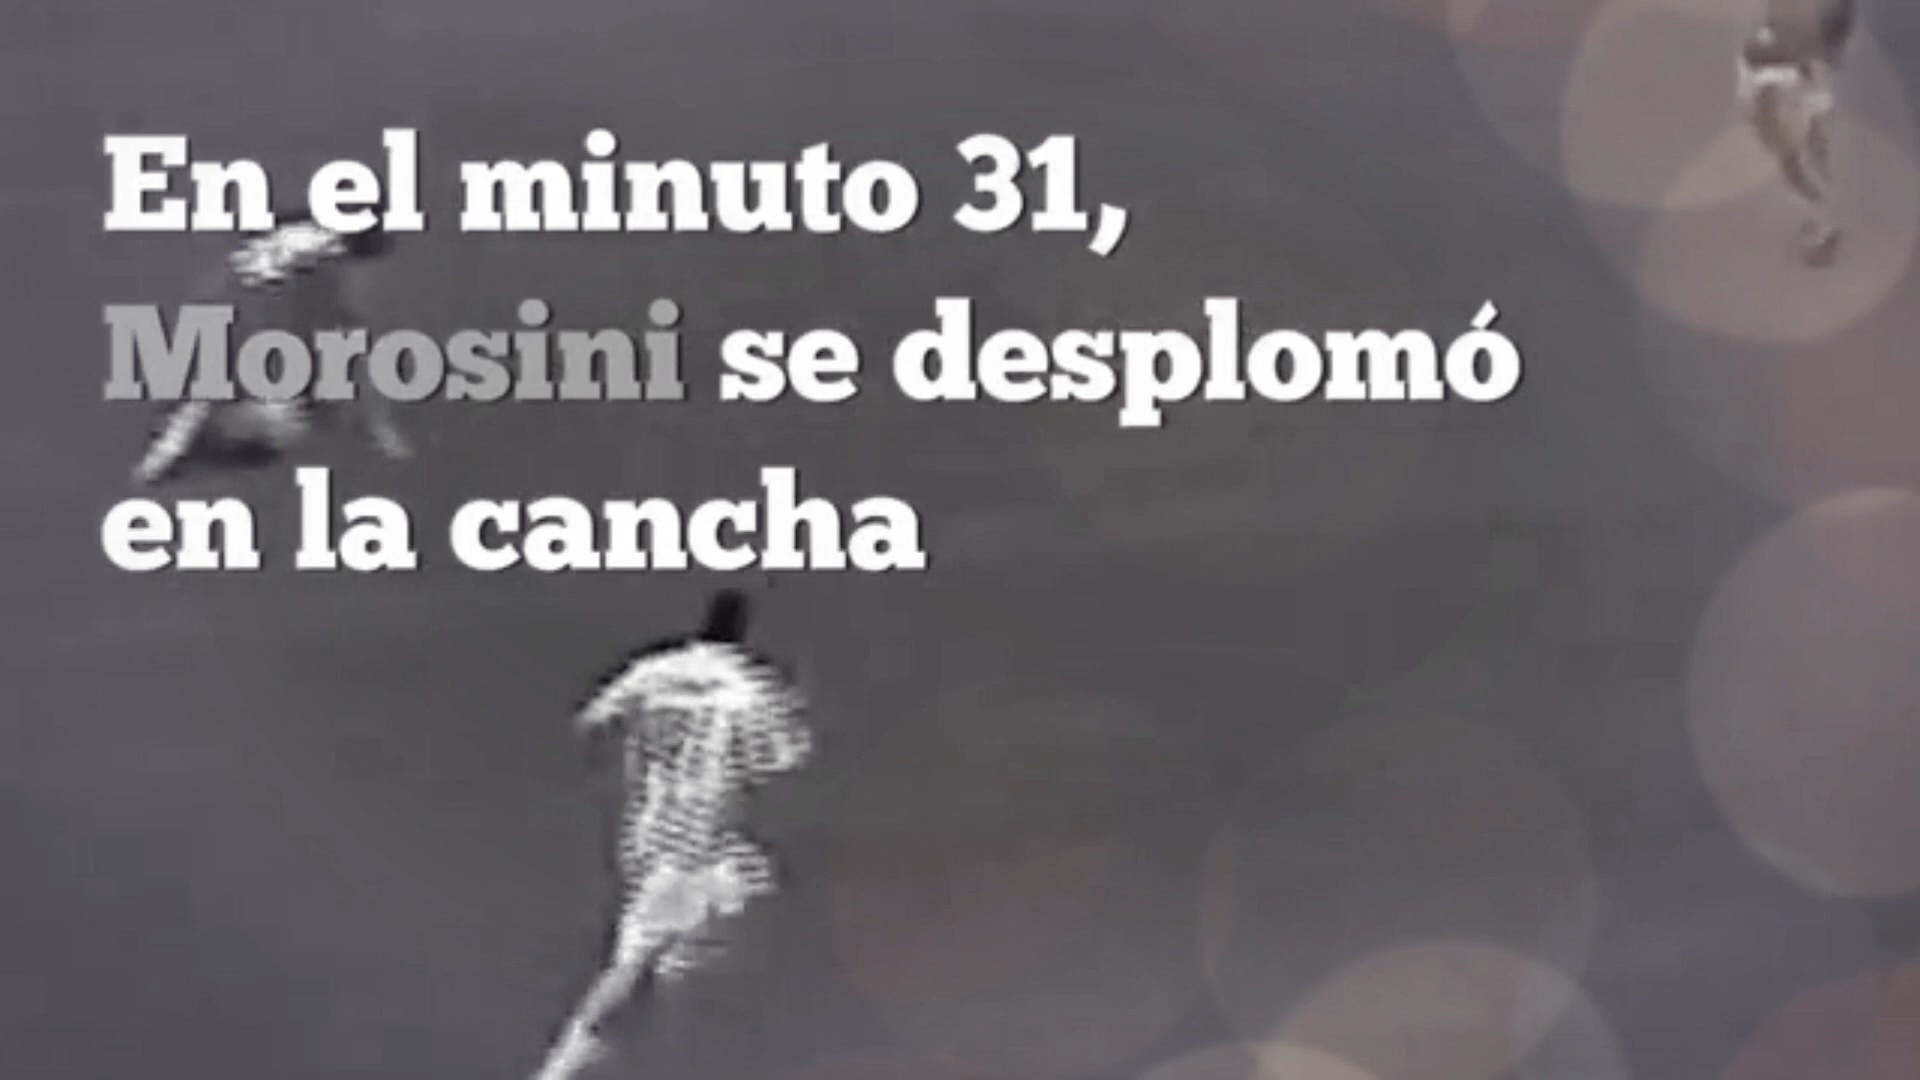 En el minuto 31,
Morosini se desplomó
en la cancha